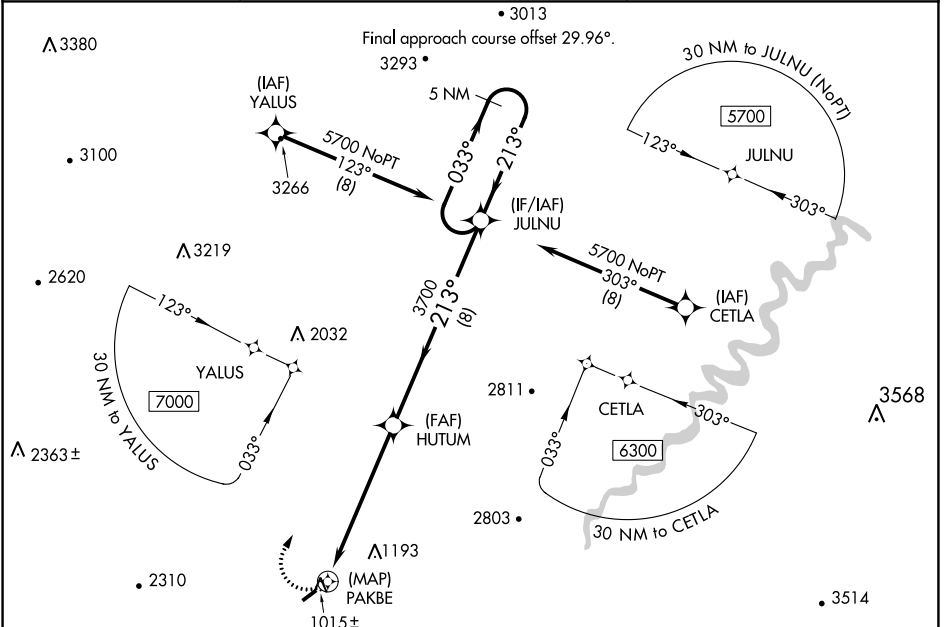 3013
Final approach course offset 29.96°.
3380
3293
30 NM to JULNU (NoPT)
(IAF)
YALUS
5 NM
5700
5700 NoPT
123°
(8)
033°
213°
123°
JULNU
3100
3266
303°
(IF/IAF)
JULNU
3219
5700 NoPT
303°
(8)
2620
(IAF)
CETLA
3700
213°
(8)
123°
2032
YALUS
7000
30 NM to YALUS
033°
2811
CETLA
303°
3568
(FAF)
HUTUM
033°
6300
2363±
30 NM to CETLA
2803
1193
2310
(MAP)
PAKBE
3514
1015±